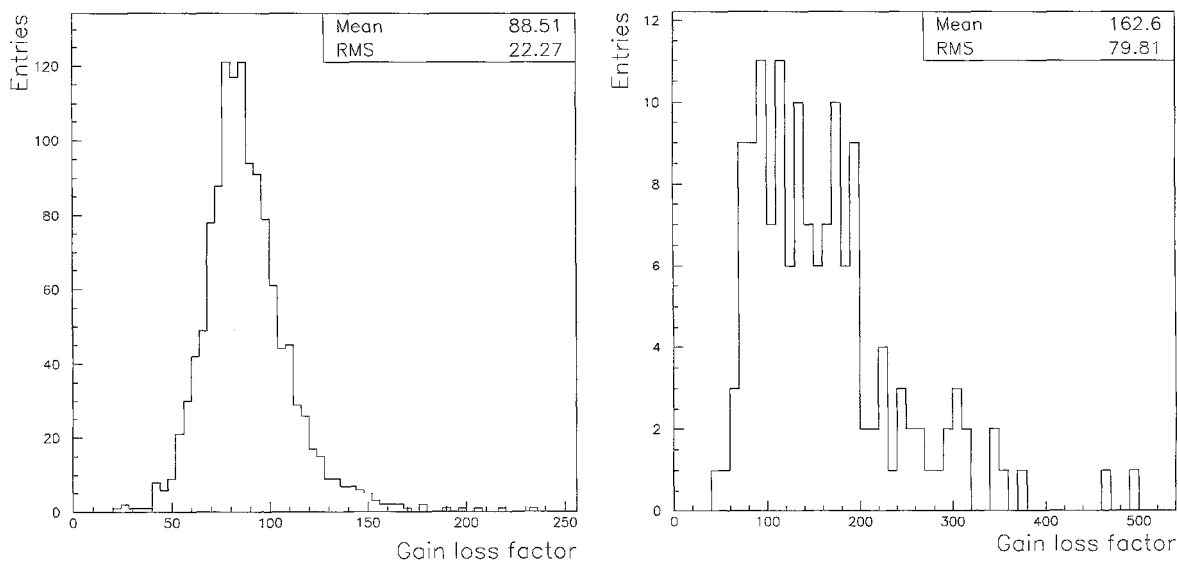 Entries
Mean 88.51
RMS 22.27
120
100
80
60
40
20
0
0 50 100 150 200 250
Gain loss factor
Entries
Mean 162.6
RMS 79.81
12
10
8
6
4
2
0
0 100 200 300 400 500
Gain loss factor